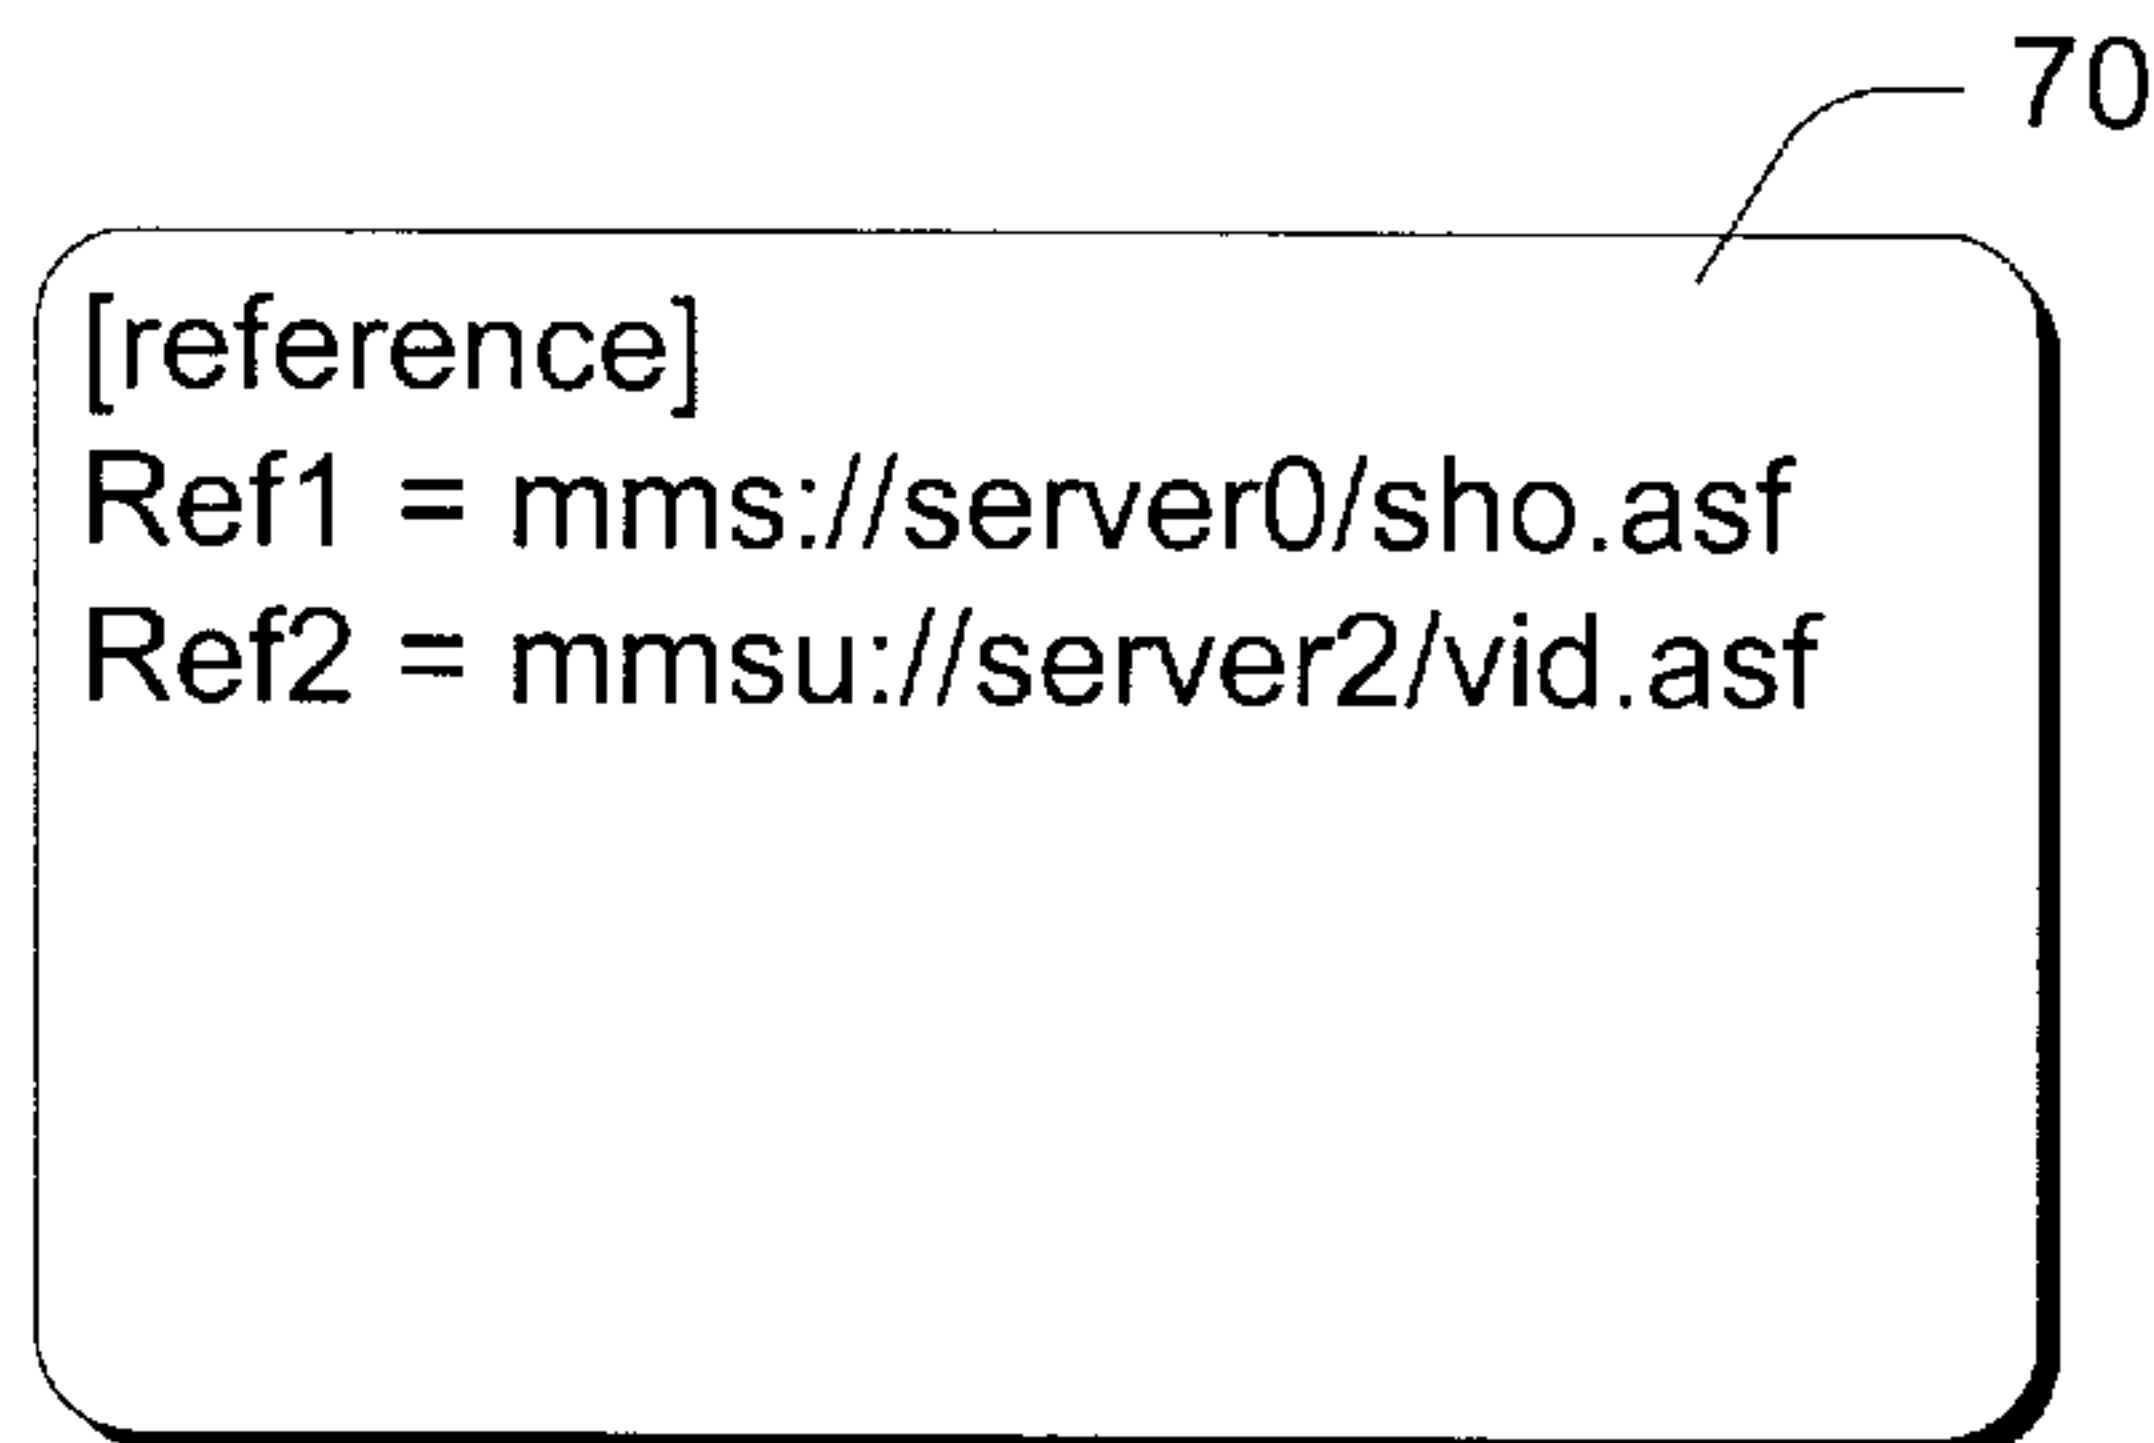 70
[reference]
Ref1 = mms://server0/sho.asf
Ref2 = mmsu://server2/vid.asf